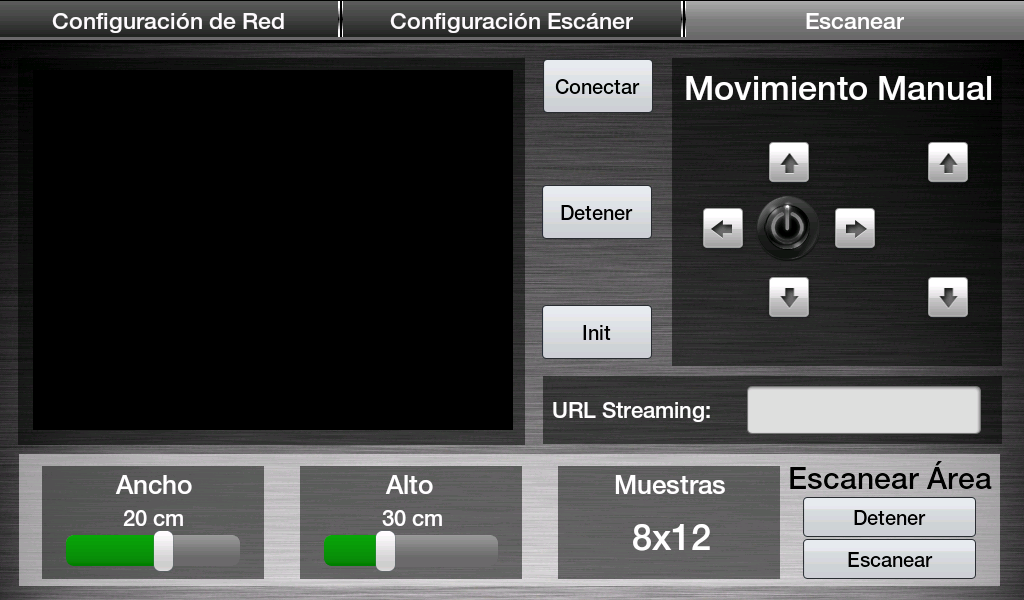 Configuración de Red
Configuración Escáner
Escanear
Conectar
Movimiento Manual
Detener
Init
URL Streaming:
Ancho
20 cm
Alto
30 cm
Muestras
8x12
Escanear Área
Detener
Escanear